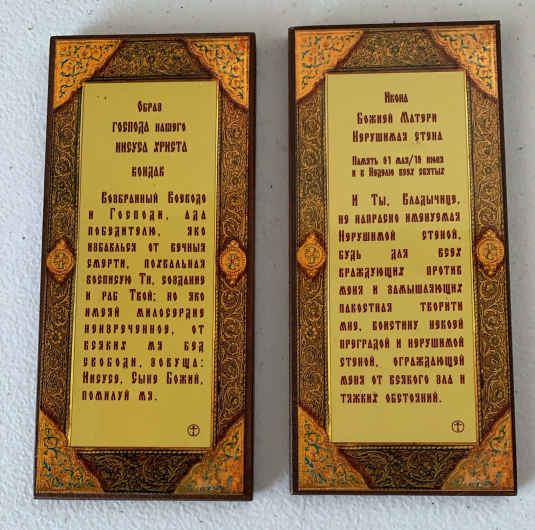 Образ
ГОСПОДА нашего
ИИСУСА ХРИСТА
КОНДАК
Возбранный Воеводо
и Господи, ада
победителю, яко
избавлься от вечныя
смерти, похвальная
восписую Ти, создание
и раб Твой; но яко
имеяй милосердие
неизреченное, от
всяких мя бед
свободи, зовуща:
Иисусе, Сыне Божий,
помилуй мя.
Икона
Божией Матери
Нерушимая стена
Память 01 мая/19 июня
и в Неделю всех святых
И Ты, Владычице,
не напрасно именуемая
Нерушимой стеной,
будь для всех
враждующих против
меня и замышляющих
пакостная творити
мне, воистину некоей
преградой и нерушимой
стеной, ограждающей
меня от всякого зла и
тяжких обстояний.